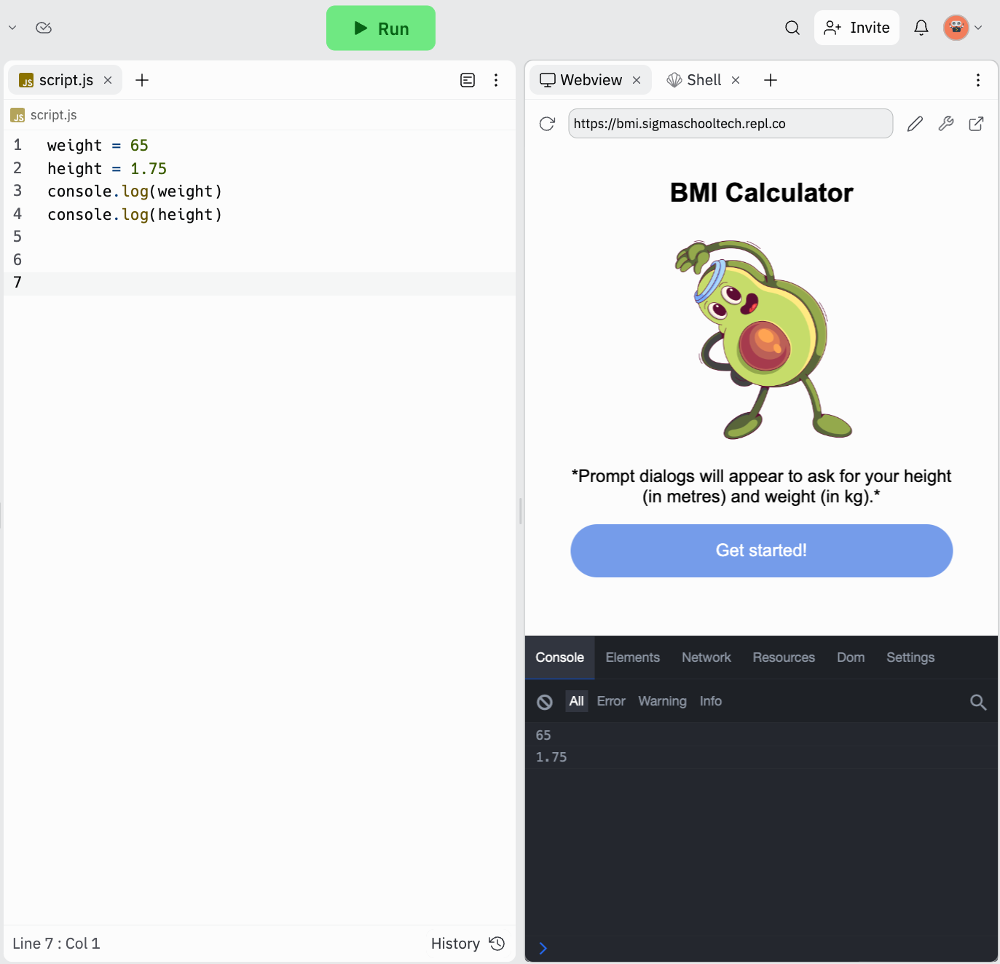 Run
Invite
JS script.js
Webview
Shell
JS script.js
https://bmi.sigmaschooltech.repl.co
1 weight = 65
2 height = 1.75
3 console.log(weight)
4 console.log(height)
5
6
7
Line 7 : Col 1
History
BMI Calculator
*Prompt dialogs will appear to ask for your height
(in metres) and weight (in kg).*
Get started!
Console Elements Network Resources Dom Settings
All Error Warning Info
65
1.75